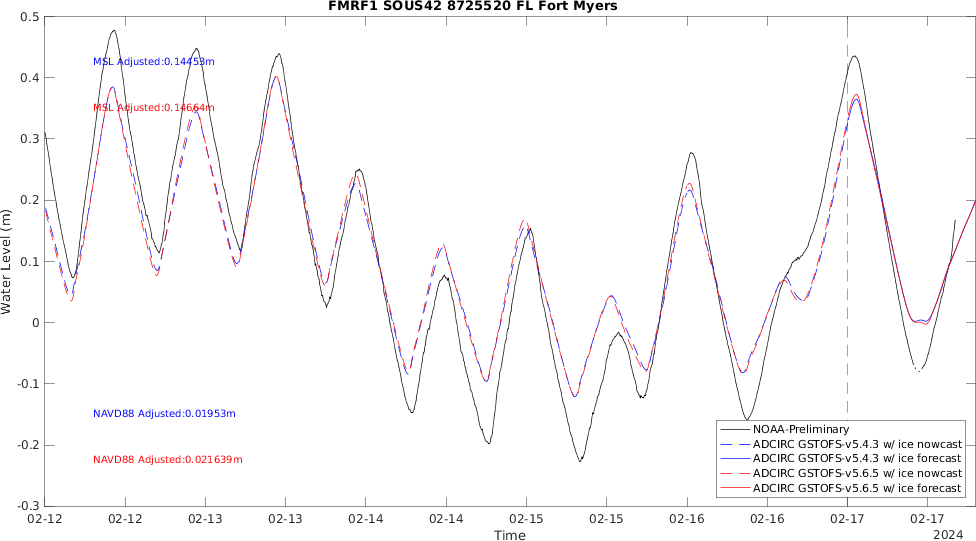 FMRF1 SOUS42 8725520 FL Fort Myers
0.5
0.4
0.3
0.2
0.1
0
-0.1
-0.2
-0.3
Water Level (m)
MSL Adjusted:0.14453m
MSL Adjusted:0.14664m
NAVD88 Adjusted:0.01953m
NAVD88 Adjusted:0.021639m
NOAA-Preliminary
ADCIRC GSTOFS-v5.4.3 w/ ice nowcast
ADCIRC GSTOFS-v5.4.3 w/ ice forecast
ADCIRC GSTOFS-v5.6.5 w/ ice nowcast
ADCIRC GSTOFS-v5.6.5 w/ ice forecast
02-12 02-12 02-13 02-13 02-14 02-14 02-15 02-15 02-16 02-16 02-17 02-17
2024
Time